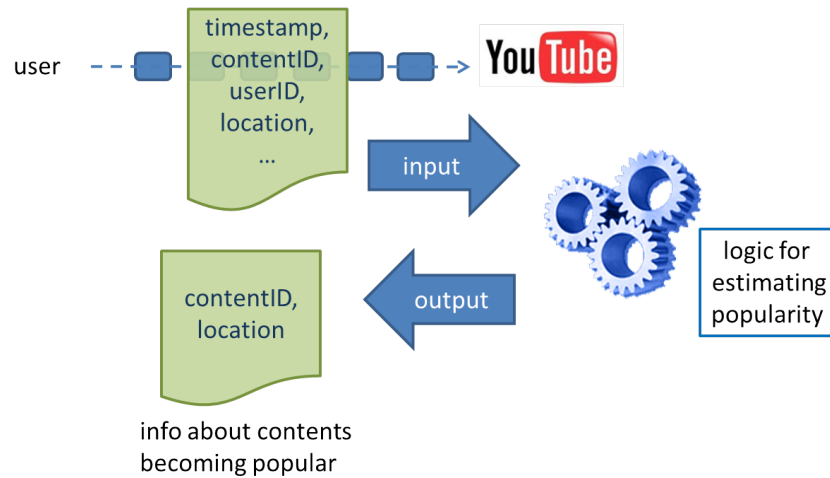 user
timestamp,
contentID,
userID,
location,
...
YouTube
input
logic for
estimating
popularity
output
contentID,
location
info about contents
becoming popular